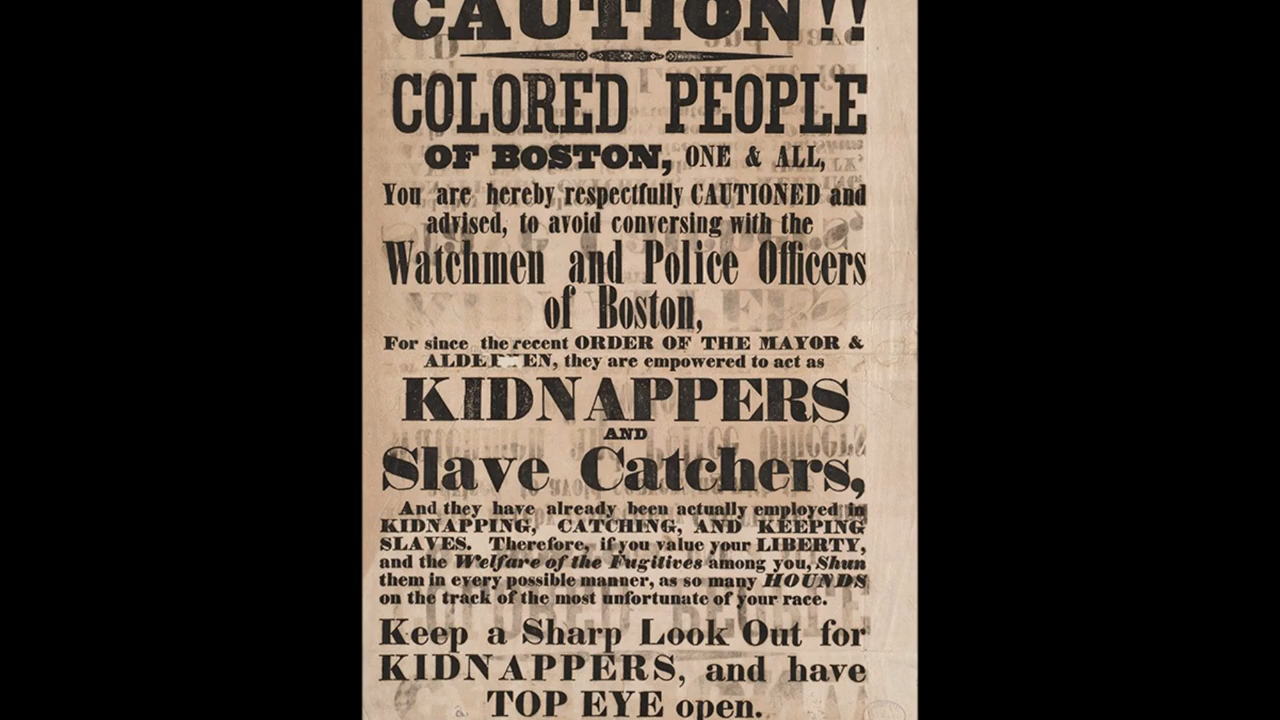 CAUTION!!
COLORED PEOPLE
OF BOSTON, ONE & ALL,
You are hereby respectfully CAUTIONED and
advised, to avoid conversing with the
Watchmen and Police Officers
of Boston,
For since the recent ORDER OF THE MAYOR &
ALDERMEN, they are empowered to act as
KIDNAPPERS
AND
Slave Catchers,
And they have already been actually employed in
KIDNAPPING, CATCHING, AND KEEPING
SLAVES. Therefore, if you value your LIBERTY,
and the Welfare of the Fugitives among you, Shun
them in every possible manner, as so many HOUNDS
on the track of the most unfortunate of your race.
Keep a Sharp Look Out for
KIDNAPPERS, and have
TOP EYE open.